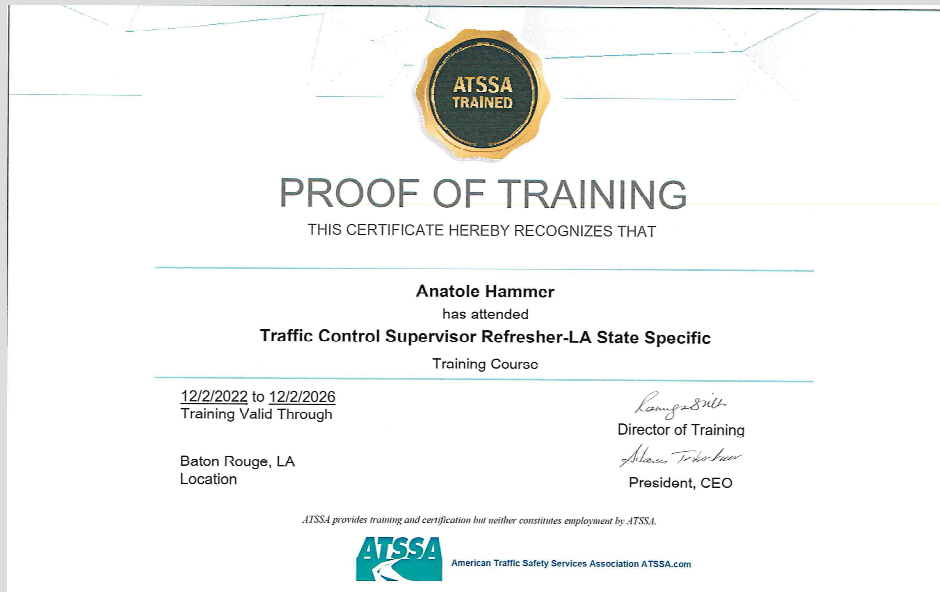 ATSSA
TRAINED
PROOF OF TRAINING
THIS CERTIFICATE HEREBY RECOGNIZES THAT
Anatole Hammer
has attended
Traffic Control Supervisor Refresher-LA State Specific
Training Course
12/2/2022 to 12/2/2026
Training Valid Through
Director of Training
Baton Rouge, LA
Location
President, CEO
ATSSA provides training and certification but neither constitutes employment by ATSSA.
ATSSA
American Traffic Safety Services Association ATSSA.com